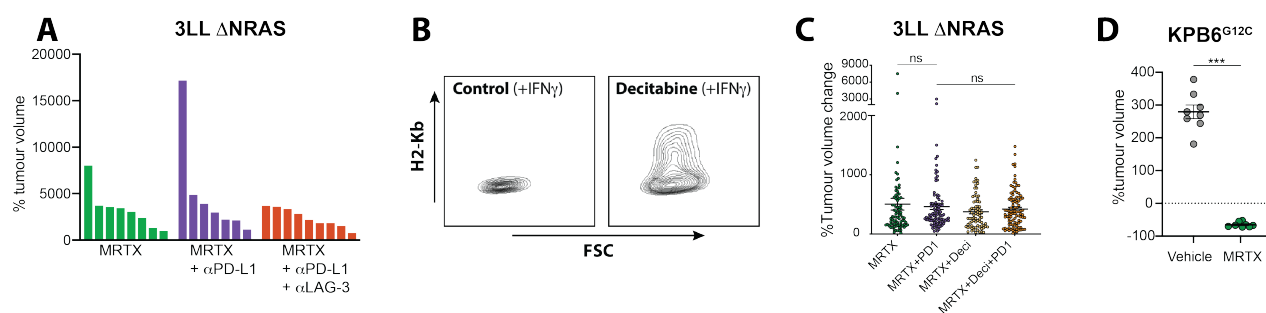 A
3LL ΔNRAS
% tumour volume
20000
15000
10000
5000
0
MRTX
MRTX
+ αPD-L1
MRTX
+ αPD-L1
+ αLAG-3
B
Control (+IFNγ)
Decitabine (+IFNγ)
H2-Kb
FSC
C
3LL ΔNRAS
%Tumour volume change
9000
6000
3000
2000
1000
0
ns
ns
MRTX
MRTX+PD1
MRTX+Deci
MRTX+Deci+PD1
D
KPB6G12C
%tumour volume
400
300
200
100
0
-100
***
Vehicle
MRTX